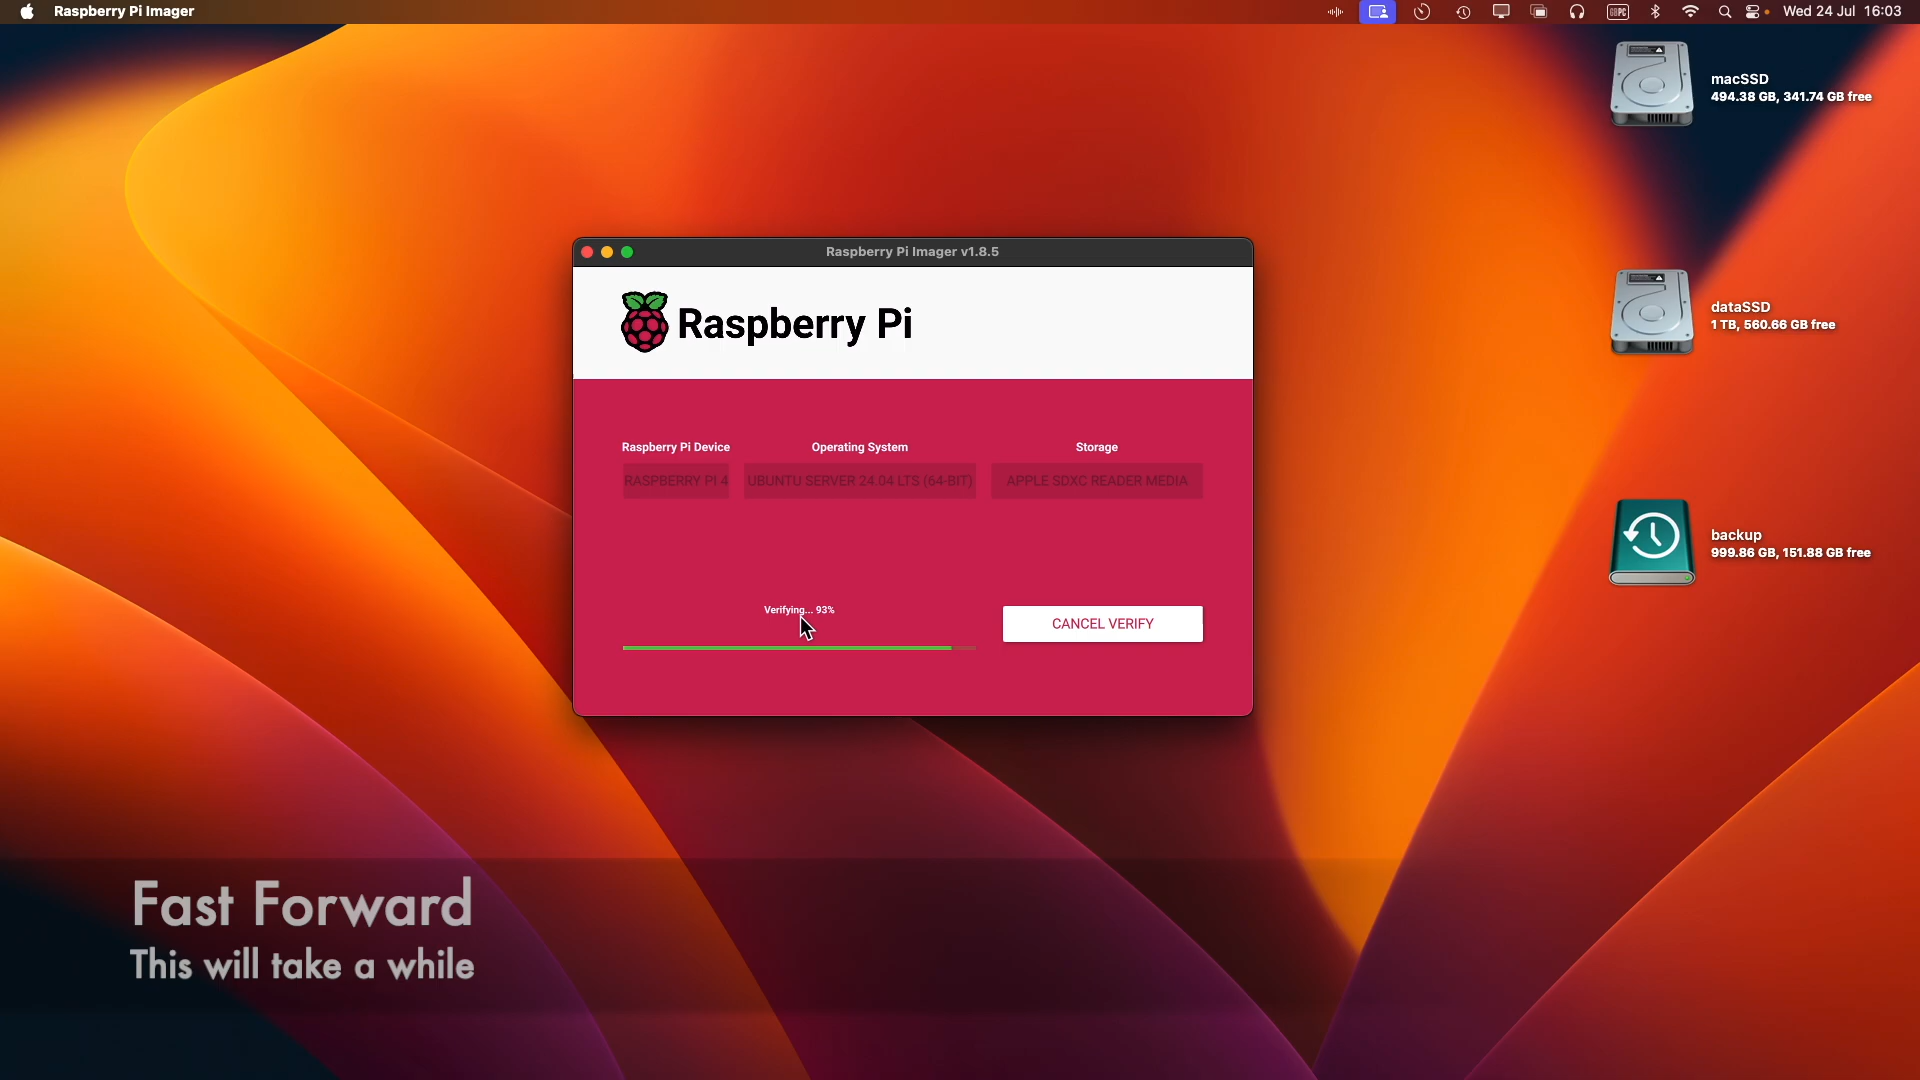 Raspberry Pi Imager
Wed 24 Jul 16:03
macSSD
494.38 GB, 341.74 GB free
dataSSD
1 TB, 560.66 GB free
backup
999.86 GB, 151.88 GB free
Raspberry Pi Imager v1.8.5
Raspberry Pi
Raspberry Pi Device Operating System Storage
RASPBERRY PI 4 UBUNTU SERVER 24.04 LTS (64-BIT) APPLE SDXC READER MEDIA
Verifying... 93%
CANCEL VERIFY
Fast Forward
This will take a while